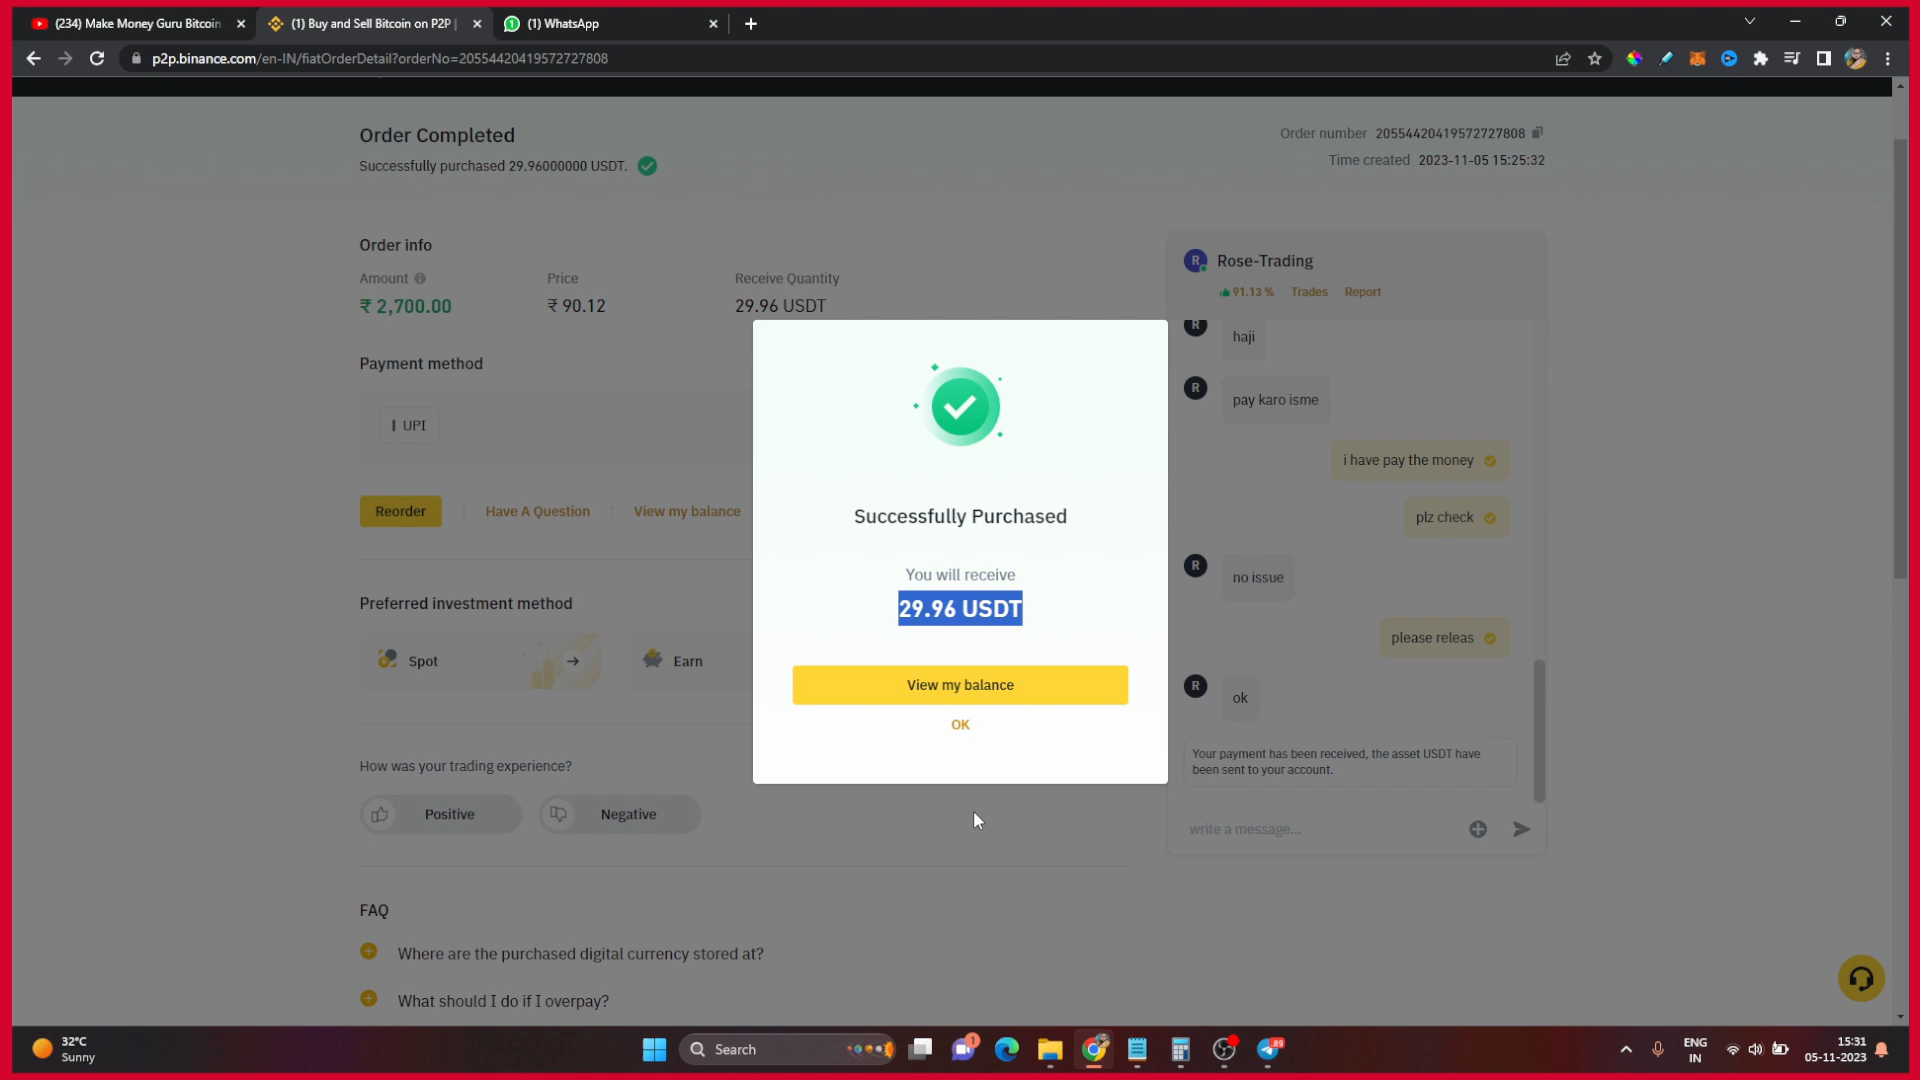 (234) Make Money Guru Bitcoin
(1) Buy and Sell Bitcoin on P2P |
1
(1) WhatsApp
p2p.binance.com/en-IN/fiatOrderDetail?orderNo=20554420419572727808
Order Completed
Successfully purchased 29.96000000 USDT.
Order number 20554420419572727808
Time created 2023-11-05 15:25:32
Order info
Amount
Price
Receive Quantity
₹ 2,700.00
₹ 90.12
29.96 USDT
Payment method
UPI
Reorder
Have A Question
View my balance
Preferred investment method
Spot
Earn
How was your trading experience?
Positive
Negative
FAQ
Where are the purchased digital currency stored at?
What should I do if I overpay?
Successfully Purchased
You will receive
29.96 USDT
View my balance
OK
R
Rose-Trading
91.13 %
Trades
Report
R
haji
R
pay karo isme
i have pay the money
plz check
R
no issue
please releas
R
ok
Your payment has been received, the asset USDT have
been sent to your account.
write a message...
32°C
Sunny
Search
1
89
ENG
IN
15:31
05-11-2023